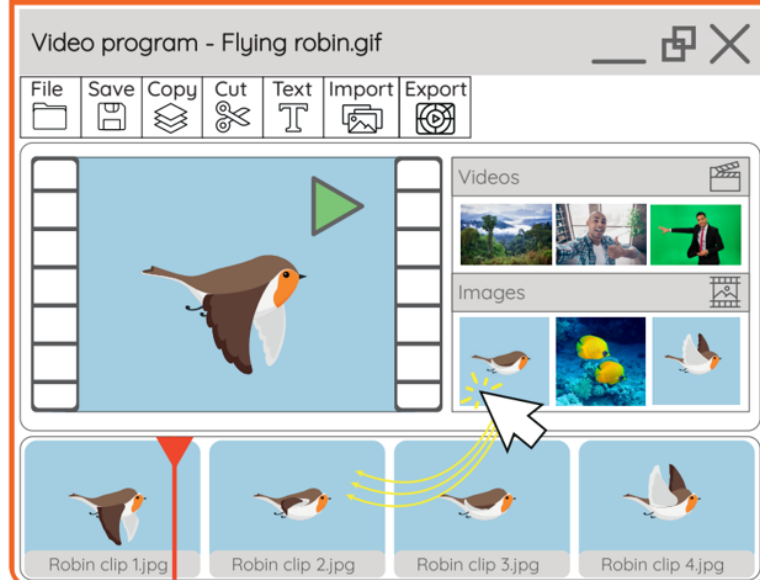 Video program - Flying robin.gif
File Save Copy Cut Text Import Export
Videos
Images
Robin clip 1.jpg Robin clip 2.jpg Robin clip 3.jpg Robin clip 4.jpg